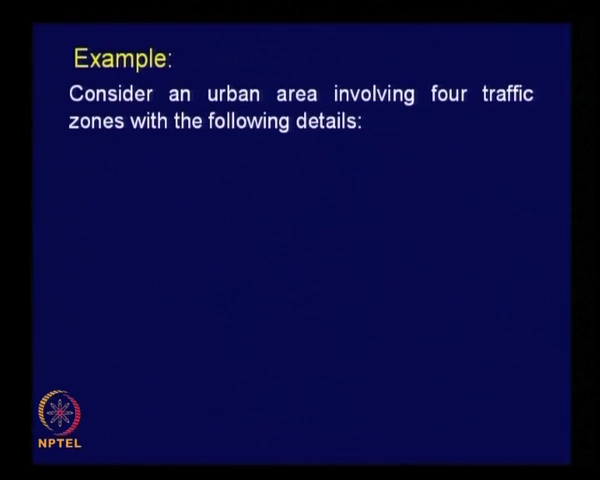 Example:
Consider an urban area involving four traffic
zones with the following details:
NPTEL